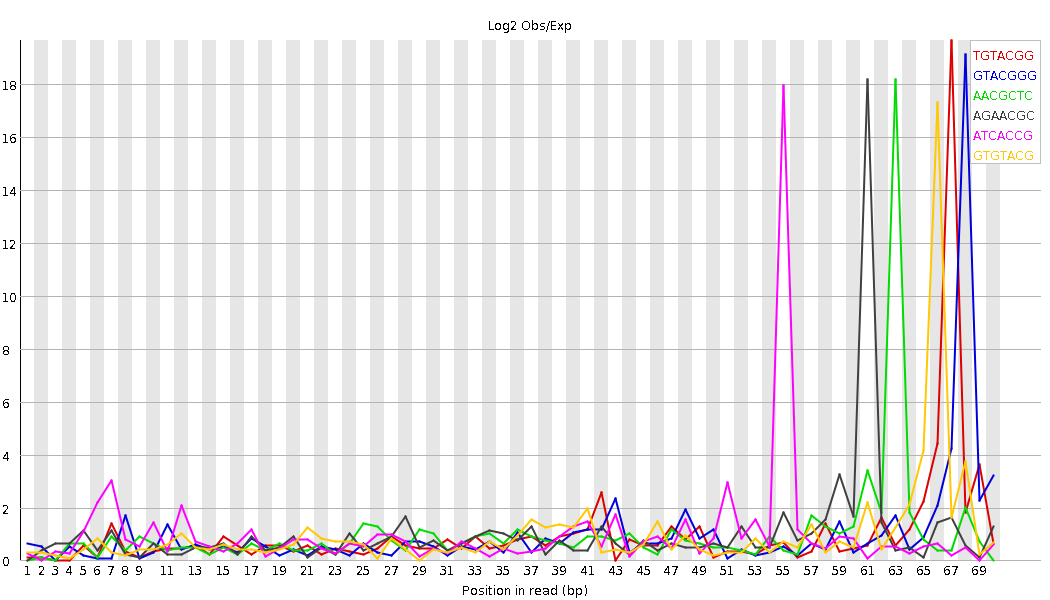 Log2 Obs/Exp
TGTACGG
GTACGGG
AACGCTC
AGAACGC
ATCACCG
GTGTACG
18
16
14
12
10
8
6
4
2
0
1 2 3 4 5 6 7 8 9 11 13 15 17 19 21 23 25 27 29 31 33 35 37 39 41 43 45 47 49 51 53 55 57 59 61 63 65 67 69
Position in read (bp)